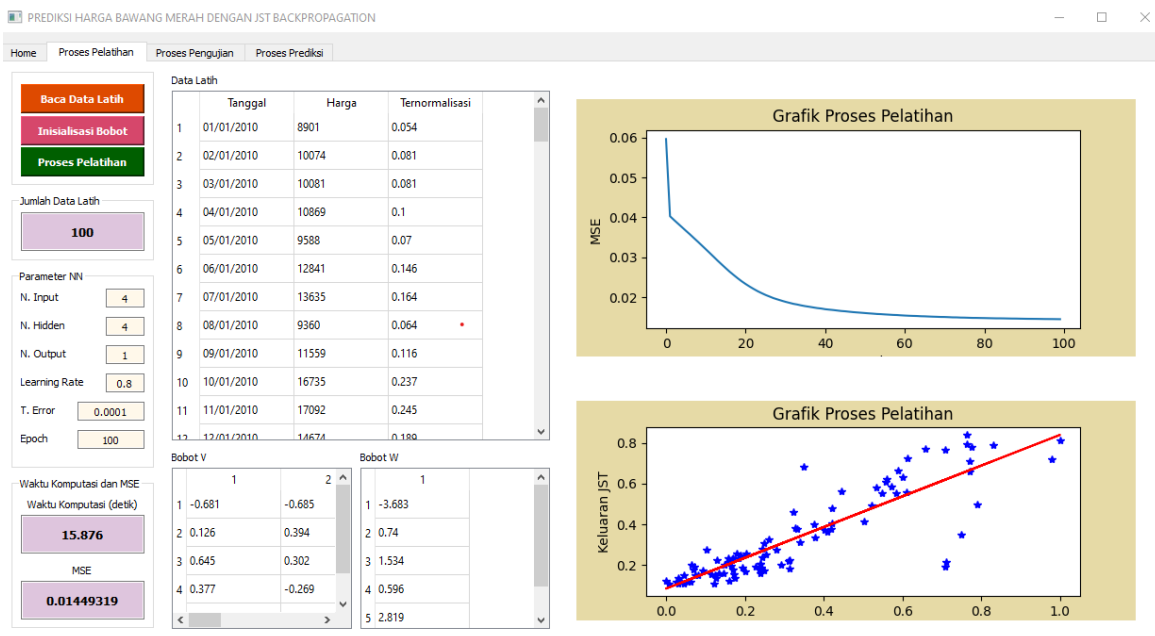 PREDIKSI HARGA BAWANG MERAH DENGAN JST BACKPROPAGATION
Home Proses Pelatihan Proses Pengujian Proses Prediksi
Baca Data Latih
Inisialisasi Bobot
Proses Pelatihan
Jumlah Data Latih
100
Parameter NN
N. Input 4
N. Hidden 4
N. Output 1
Learning Rate 0.8
T. Error 0.0001
Epoch 100
Waktu Komputasi dan MSE
Waktu Komputasi (detik)
15.876
MSE
0.01449319
Data Latih
Tanggal Harga Ternormalisasi
1 01/01/2010 8901 0.054
2 02/01/2010 10074 0.081
3 03/01/2010 10081 0.081
4 04/01/2010 10869 0.1
5 05/01/2010 9588 0.07
6 06/01/2010 12841 0.146
7 07/01/2010 13635 0.164
8 08/01/2010 9360 0.064
9 09/01/2010 11559 0.116
10 10/01/2010 16735 0.237
11 11/01/2010 17092 0.245
12 12/01/2010 14674 0.189
Bobot V
1 2
1 -0.681 -0.685
2 0.126 0.394
3 0.645 0.302
4 0.377 -0.269
Bobot W
1
1 -3.683
2 0.74
3 1.534
4 0.596
5 2.819
Grafik Proses Pelatihan
MSE
0.06
0.05
0.04
0.03
0.02
0 20 40 60 80 100
Grafik Proses Pelatihan
Keluaran JST
0.8
0.6
0.4
0.2
0.0 0.2 0.4 0.6 0.8 1.0